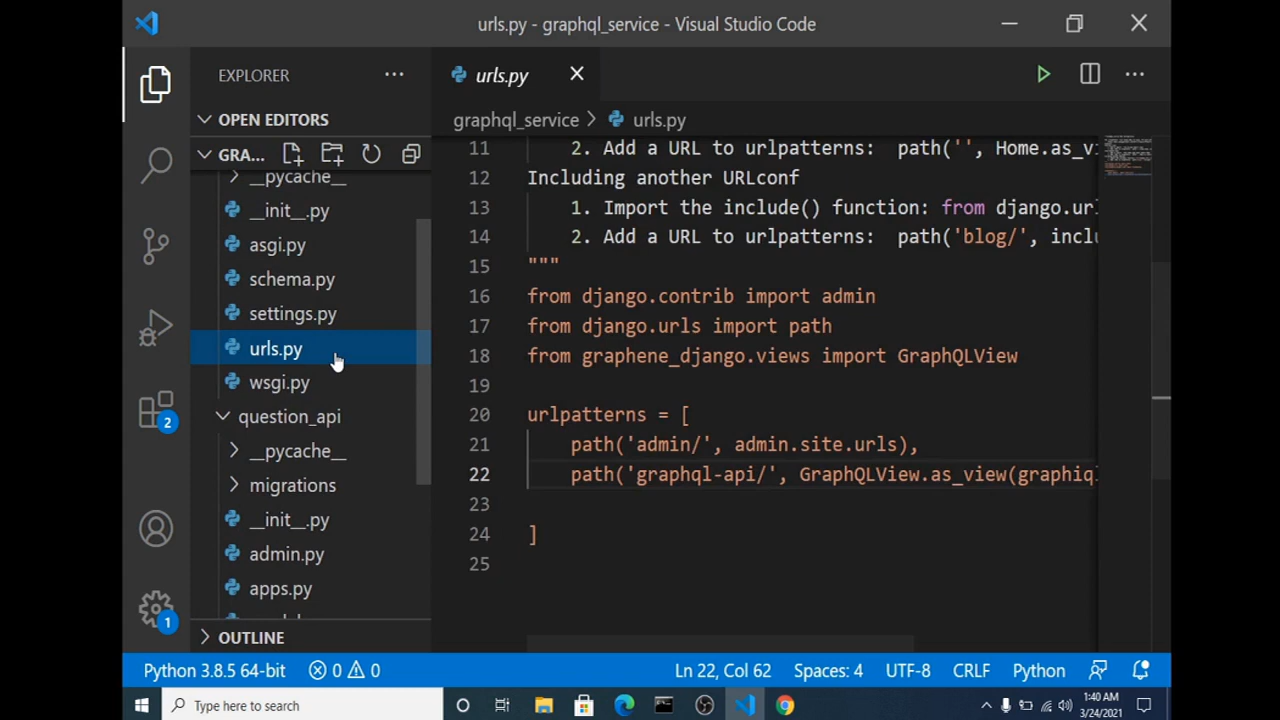 urls.py - graphql_service - Visual Studio Code
EXPLORER
OPEN EDITORS
GRA...
__pycache__
__init__.py
asgi.py
schema.py
settings.py
urls.py
wsgi.py
question_api
__pycache__
migrations
__init__.py
admin.py
apps.py
OUTLINE
urls.py
graphql_service > urls.py
11 2. Add a URL to urlpatterns: path('', Home.as_vi
12 Including another URLconf
13 1. Import the include() function: from django.url
14 2. Add a URL to urlpatterns: path('blog/', inclu
15 """
16 from django.contrib import admin
17 from django.urls import path
18 from graphene_django.views import GraphQLView
19
20 urlpatterns = [
21 path('admin/', admin.site.urls),
22 path('graphql-api/', GraphQLView.as_view(graphiql
23
24 ]
25
2
1
Python 3.8.5 64-bit 0 0 Ln 22, Col 62 Spaces: 4 UTF-8 CRLF Python
Type here to search
1:40 AM
3/24/2021